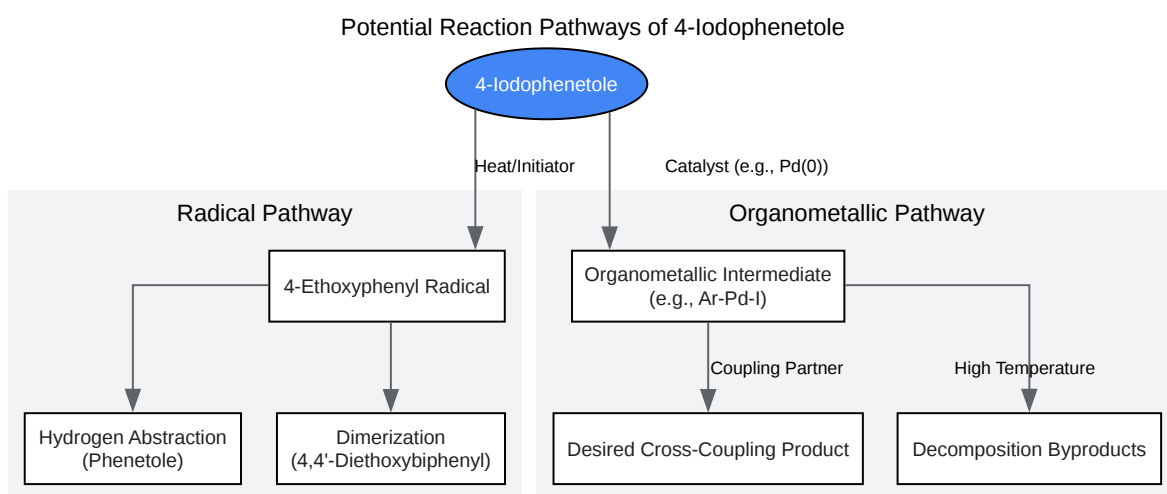 Potential Reaction Pathways of 4-Iodophenetole
4-Iodophenetole
Heat/Initiator
Catalyst (e.g., Pd(0))
Radical Pathway
Organometallic Pathway
4-Ethoxyphenyl Radical
Organometallic Intermediate
(e.g., Ar-Pd-I)
Coupling Partner
High Temperature
Hydrogen Abstraction
(Phenetole)
Dimerization
(4,4'-Diethoxybiphenyl)
Desired Cross-Coupling Product
Decomposition Byproducts